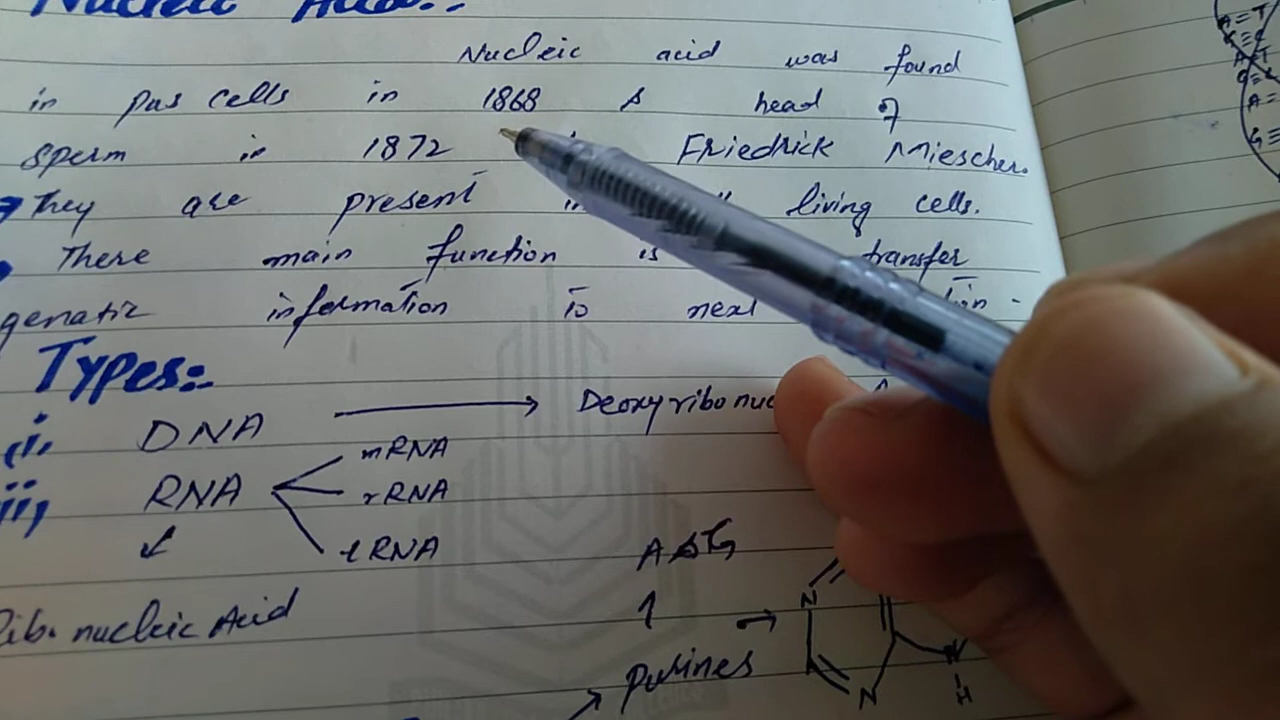 Nucleic Acid:-
Nucleic acid was found
in pus cells in 1868 & head of
sperm in 1872 Friedrick Miescher.
They are present living cells.
There main function is transfer
genatic information to next
Types:-
(i) DNA → Deoxyribo nuc
ii) RNA
mRNA
rRNA
tRNA
Ribo nucleic Acid
A & G
purines
N
N
N
H
A=T
A=